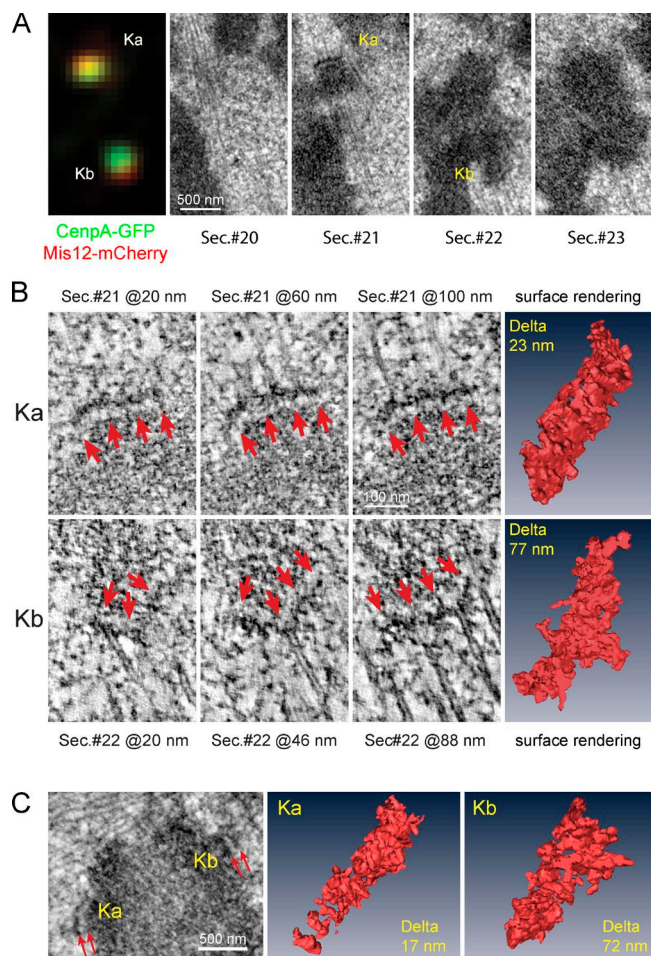 A
Ka
Kb
Ka
Kb
500 nm
CenpA-GFP
Mis12-mCherry
Sec.#20
Sec.#21
Sec.#22
Sec.#23
B
Sec.#21 @20 nm
Sec.#21 @60 nm
Sec.#21 @100 nm
surface rendering
Ka
100 nm
Delta
23 nm
Kb
Delta
77 nm
Sec.#22 @20 nm
Sec.#22 @46 nm
Sec#22 @88 nm
surface rendering
C
Ka
Kb
500 nm
Ka
Delta
17 nm
Kb
Delta
72 nm